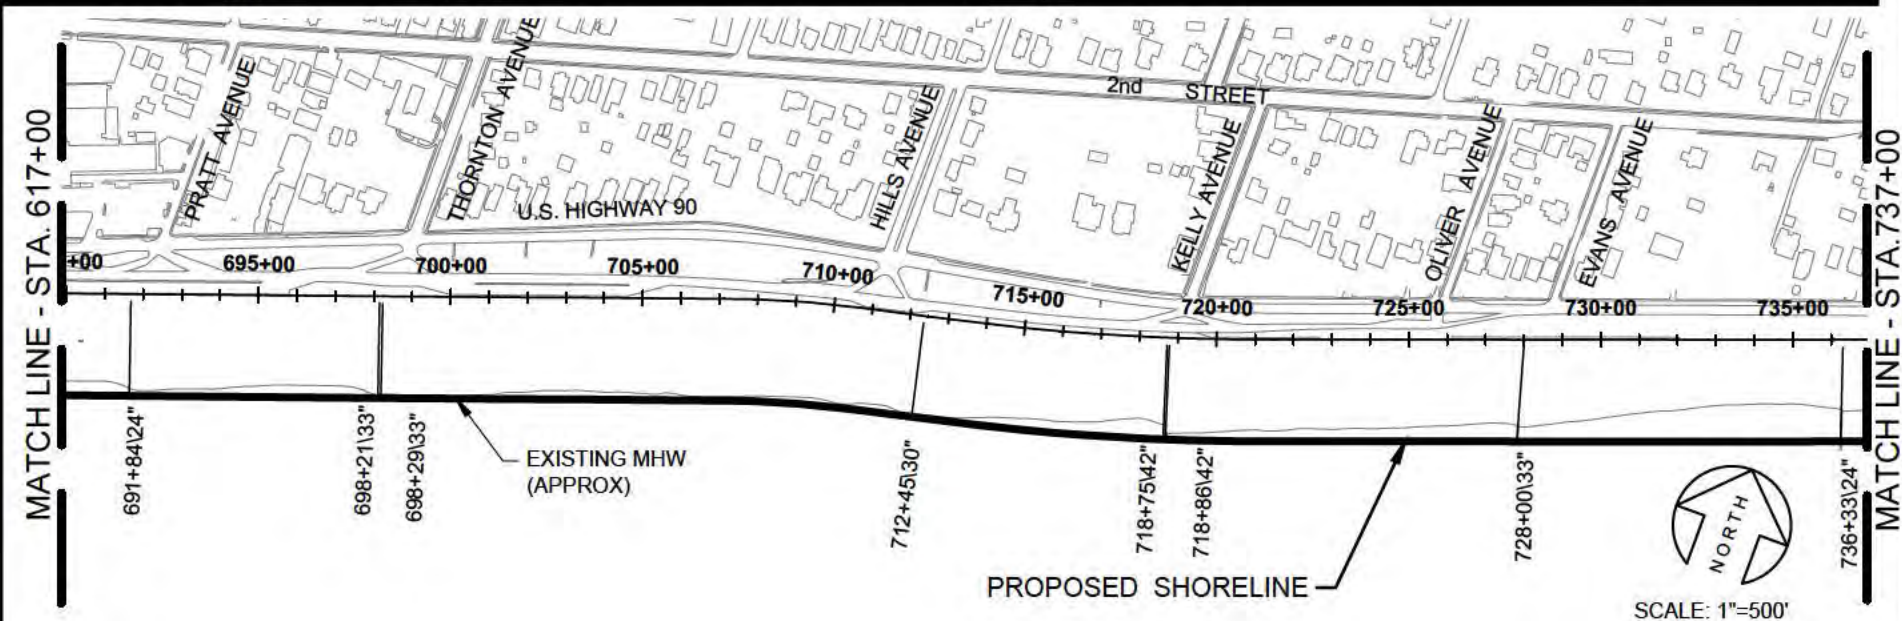 2nd STREET
PRATT AVENUE
THORNTON AVENUE
HILLS AVENUE
KELLY AVENUE
OLIVER AVENUE
EVANS AVENUE
U.S. HIGHWAY 90
+00
695+00
700+00
705+00
710+00
715+00
720+00
725+00
730+00
735+00
MATCH LINE - STA. 617+00
MATCH LINE - STA. 737+00
691+84\24"
698+21\33"
698+29\33"
712+45\30"
718+75\42"
718+86\42"
728+00\33"
736+33\24"
EXISTING MHW
(APPROX)
PROPOSED SHORELINE
NORTH
SCALE: 1"=500'